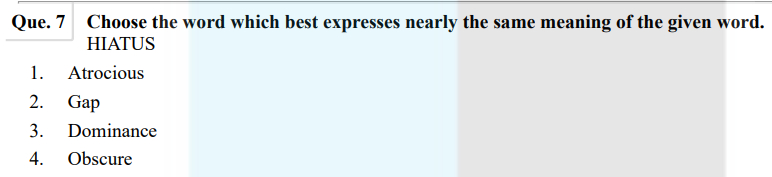 Que. 7 Choose the word which best expresses nearly the same meaning of the given word.
HIATUS
1. Atrocious
2. Gap
3. Dominance
4. Obscure